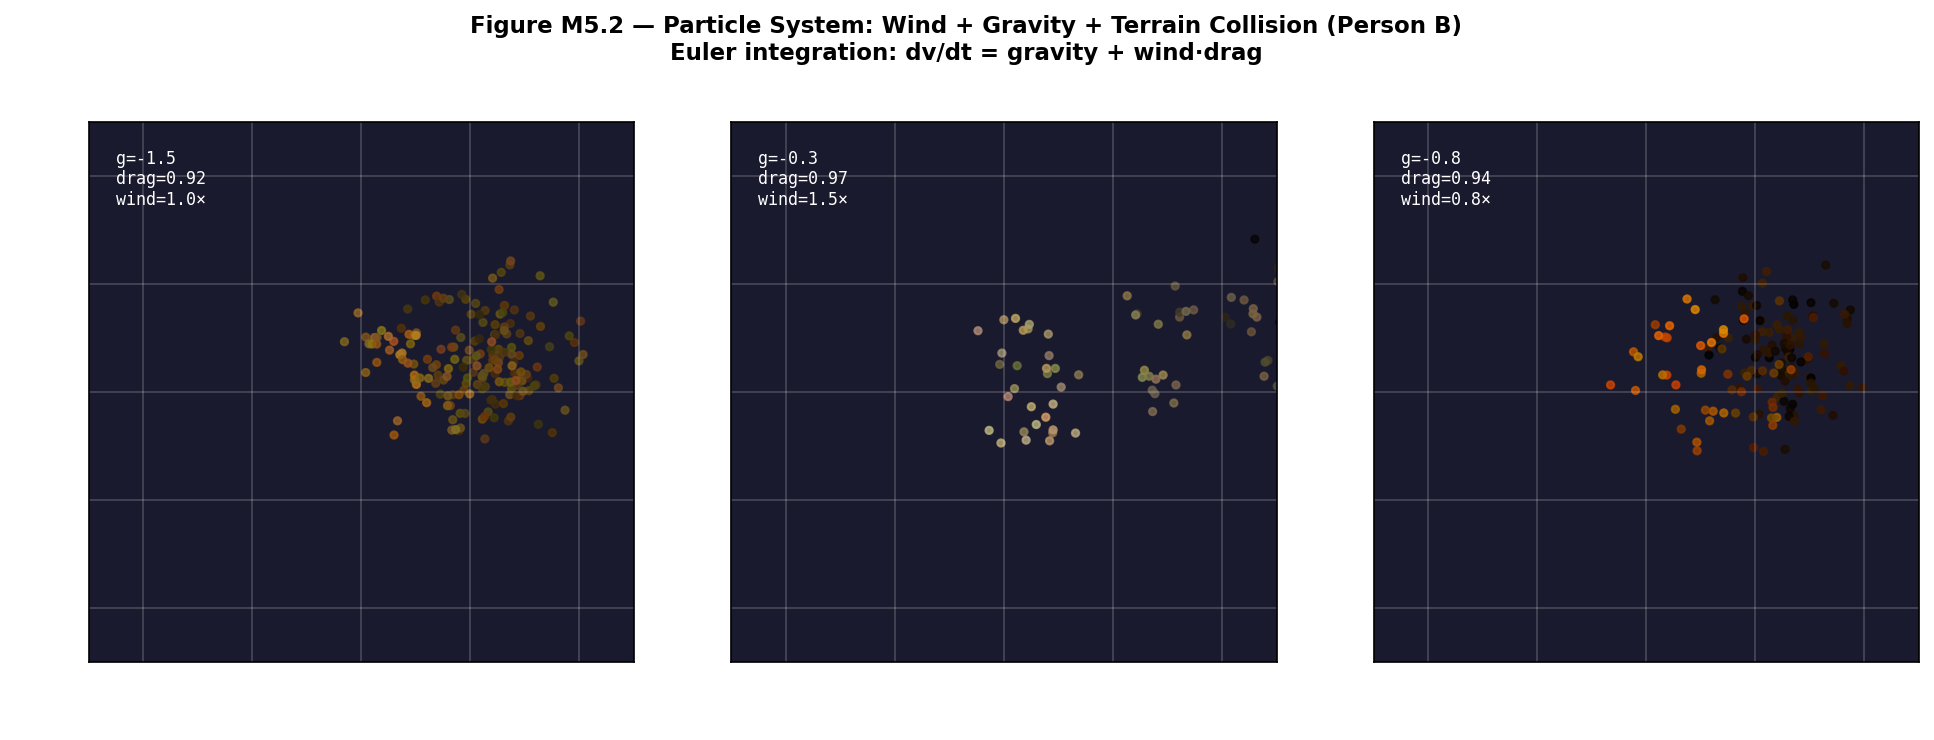 Figure M5.2 — Particle System: Wind + Gravity + Terrain Collision (Person B)
Euler integration: dv/dt = gravity + wind·drag
g=-1.5
drag=0.92
wind=1.0×
g=-0.3
drag=0.97
wind=1.5×
g=-0.8
drag=0.94
wind=0.8×